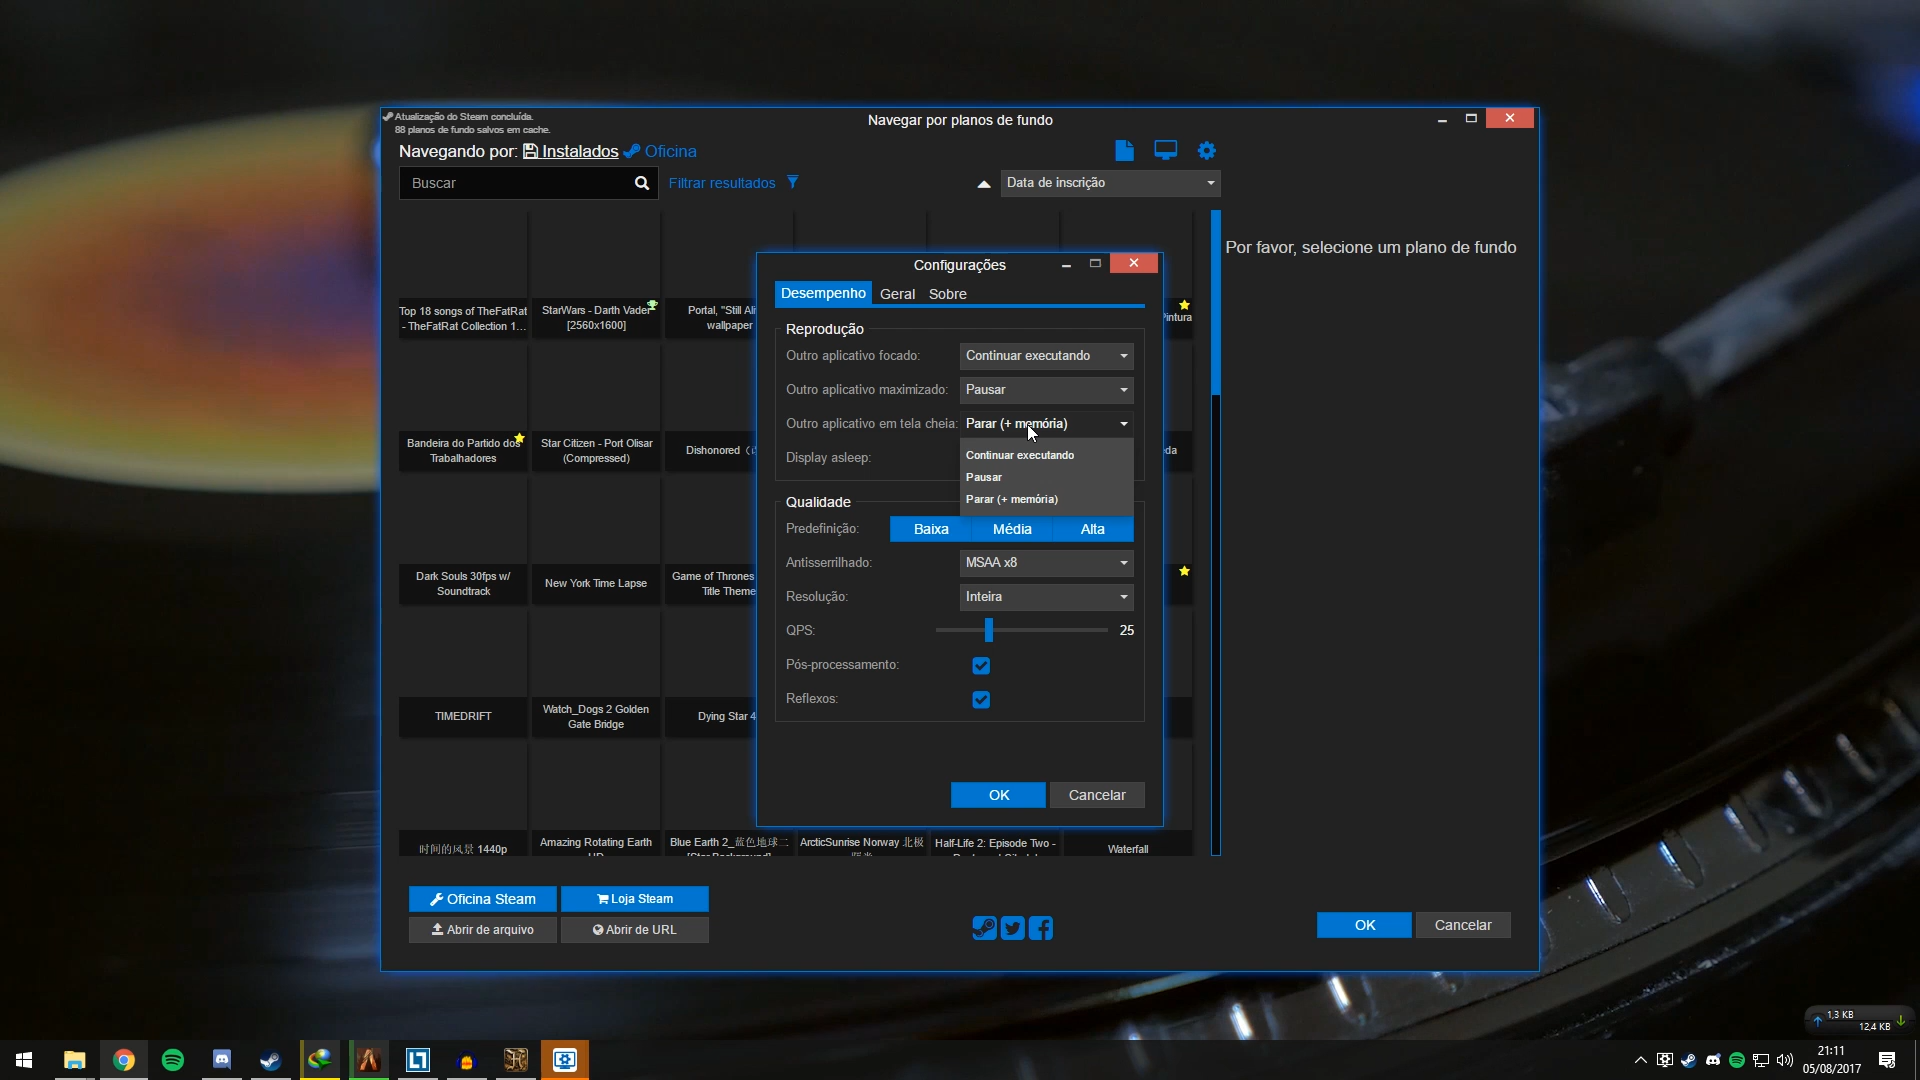 Atualização do Steam concluída.
88 planos de fundo salvos em cache.
Navegar por planos de fundo
Navegando por: Instalados Oficina
Buscar
Filtrar resultados
Data de inscrição
Por favor, selecione um plano de fundo
Top 18 songs of TheFatRat
- TheFatRat Collection 1...
StarWars - Darth Vader
[2560x1600]
Portal, "Still Ali
wallpaper
Pintura
Bandeira do Partido dos
Trabalhadores
Star Citizen - Port Olisar
(Compressed)
Dishonored
da
Dark Souls 30fps w/
Soundtrack
New York Time Lapse
Game of Thrones
Title Theme
TIMEDRIFT
Watch_Dogs 2 Golden
Gate Bridge
Dying Star 4
时间的风景 1440p
Amazing Rotating Earth
HD
Blue Earth 2_蓝色地球二
ArcticSunrise Norway 北极
Half-Life 2: Episode Two -
Waterfall
Configurações
Desempenho Geral Sobre
Reprodução
Outro aplicativo focado: Continuar executando
Outro aplicativo maximizado: Pausar
Outro aplicativo em tela cheia: Parar (+ memória)
Display asleep:
Continuar executando
Pausar
Parar (+ memória)
Qualidade
Predefinição: Baixa Média Alta
Antisserrilhado: MSAA x8
Resolução: Inteira
QPS: 25
Pós-processamento:
Reflexos:
OK Cancelar
Oficina Steam Loja Steam
Abrir de arquivo Abrir de URL
OK Cancelar
1,3 KB
12,4 KB
21:11
05/08/2017